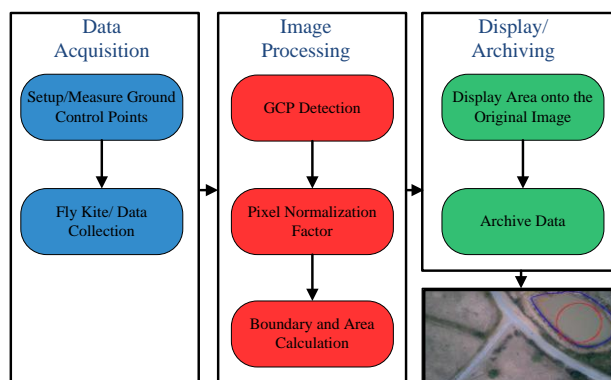 Data
Acquisition
Setup/Measure Ground
Control Points
Fly Kite/ Data
Collection
Image
Processing
GCP Detection
Pixel Normalization
Factor
Boundary and Area
Calculation
Display/
Archiving
Display Area onto the
Original Image
Archive Data